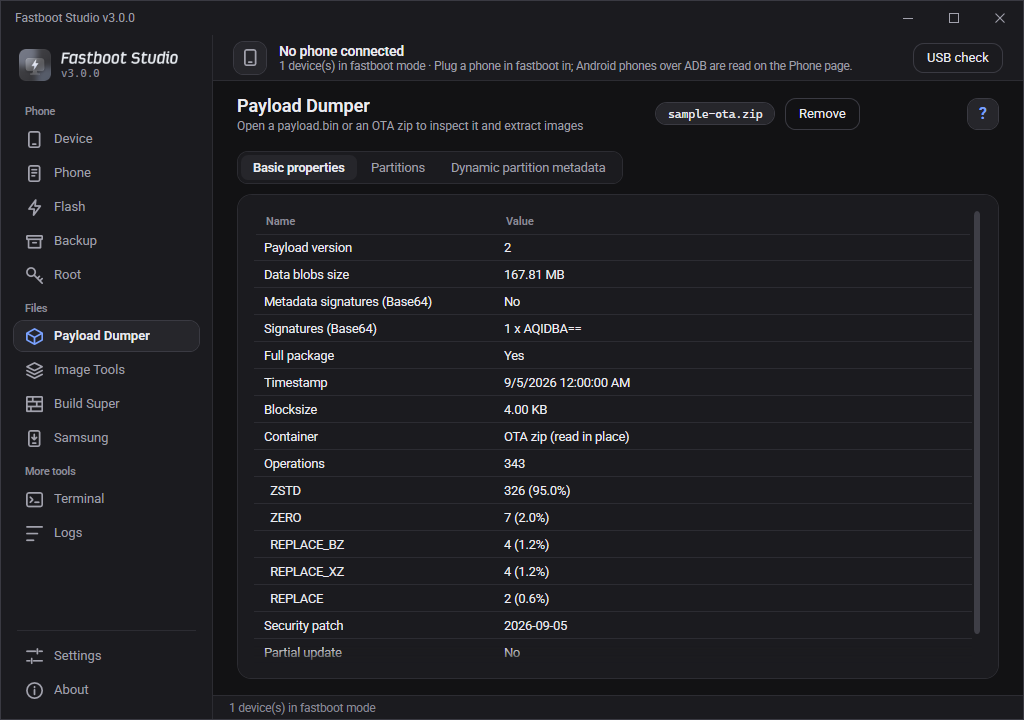 Fastboot Studio v3.0.0
Fastboot Studio
v3.0.0
No phone connected
1 device(s) in fastboot mode · Plug a phone in fastboot in; Android phones over ADB are read on the Phone page.
USB check
Phone
Device
Phone
Flash
Backup
Root
Files
Payload Dumper
Image Tools
Build Super
Samsung
More tools
Terminal
Logs
Settings
About
Payload Dumper
Open a payload.bin or an OTA zip to inspect it and extract images
sample-ota.zip
Remove
?
Basic properties Partitions Dynamic partition metadata
Name Value
Payload version 2
Data blobs size 167.81 MB
Metadata signatures (Base64) No
Signatures (Base64) 1 x AQIDBA==
Full package Yes
Timestamp 9/5/2026 12:00:00 AM
Blocksize 4.00 KB
Container OTA zip (read in place)
Operations 343
ZSTD 326 (95.0%)
ZERO 7 (2.0%)
REPLACE_BZ 4 (1.2%)
REPLACE_XZ 4 (1.2%)
REPLACE 2 (0.6%)
Security patch 2026-09-05
Partial update No
1 device(s) in fastboot mode